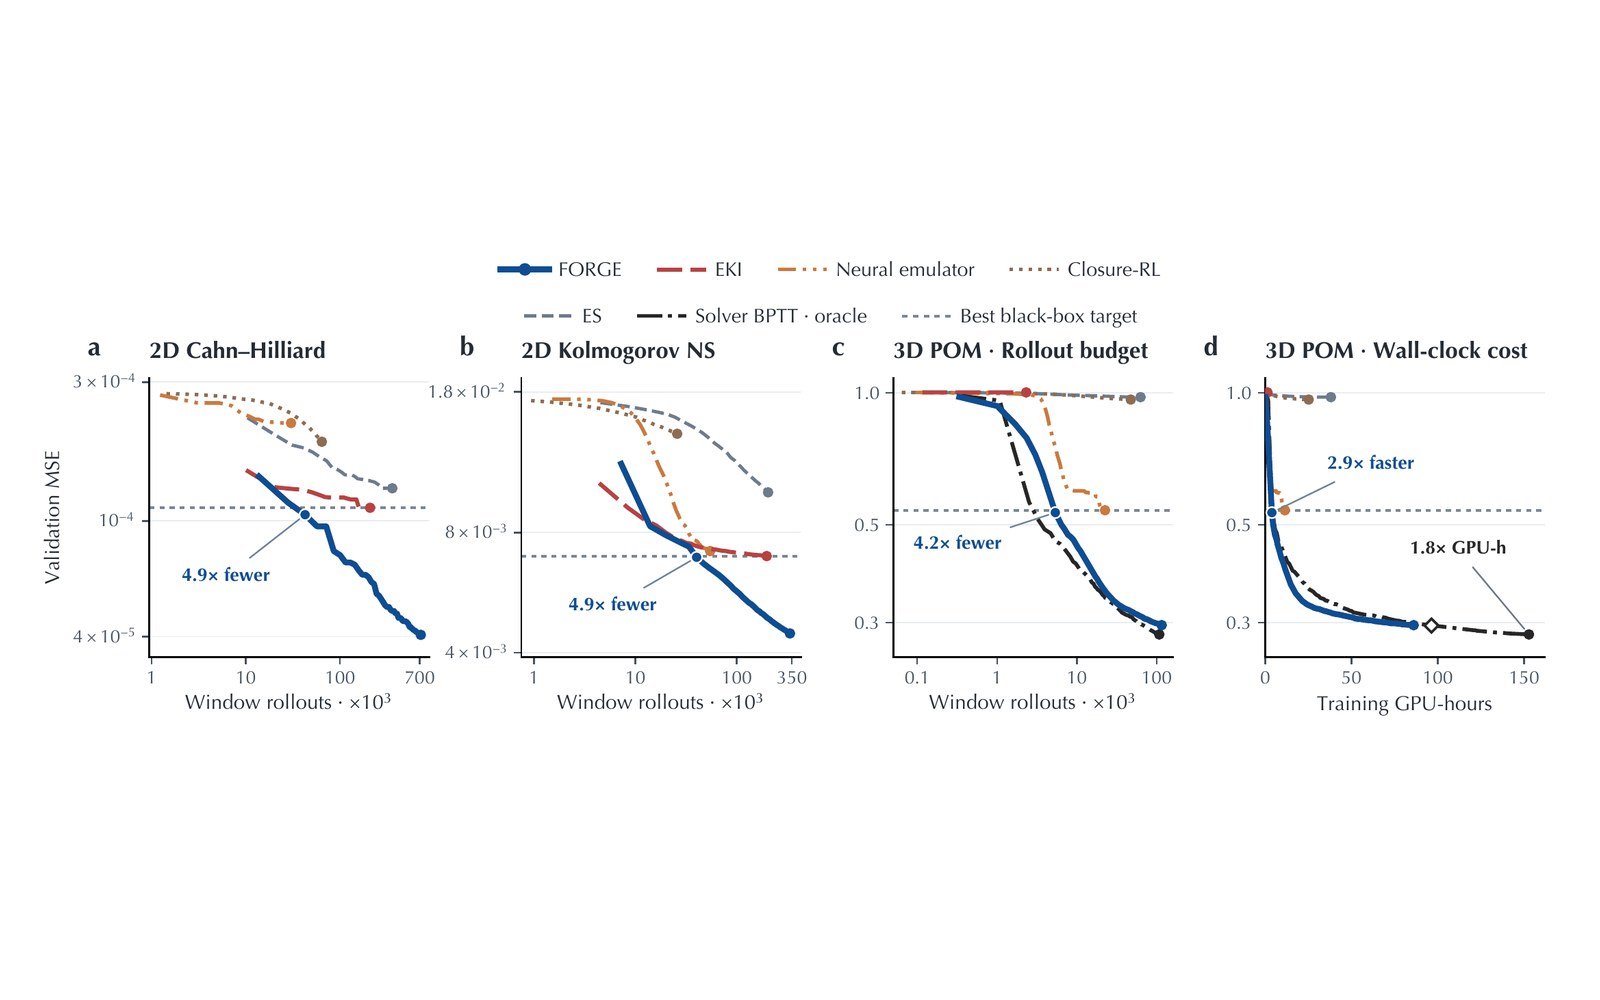 FORGE EKI Neural emulator Closure-RL
ES Solver BPTT · oracle Best black-box target
a 2D Cahn–Hilliard
Validation MSE
3 × 10⁻⁴
10⁻⁴
4 × 10⁻⁵
4.9× fewer
1 10 100 700
Window rollouts · ×10³
b 2D Kolmogorov NS
1.8 × 10⁻²
8 × 10⁻³
4 × 10⁻³
4.9× fewer
1 10 100 350
Window rollouts · ×10³
c 3D POM · Rollout budget
1.0
0.5
0.3
4.2× fewer
0.1 1 10 100
Window rollouts · ×10³
d 3D POM · Wall-clock cost
1.0
0.5
0.3
2.9× faster
1.8× GPU-h
0 50 100 150
Training GPU-hours